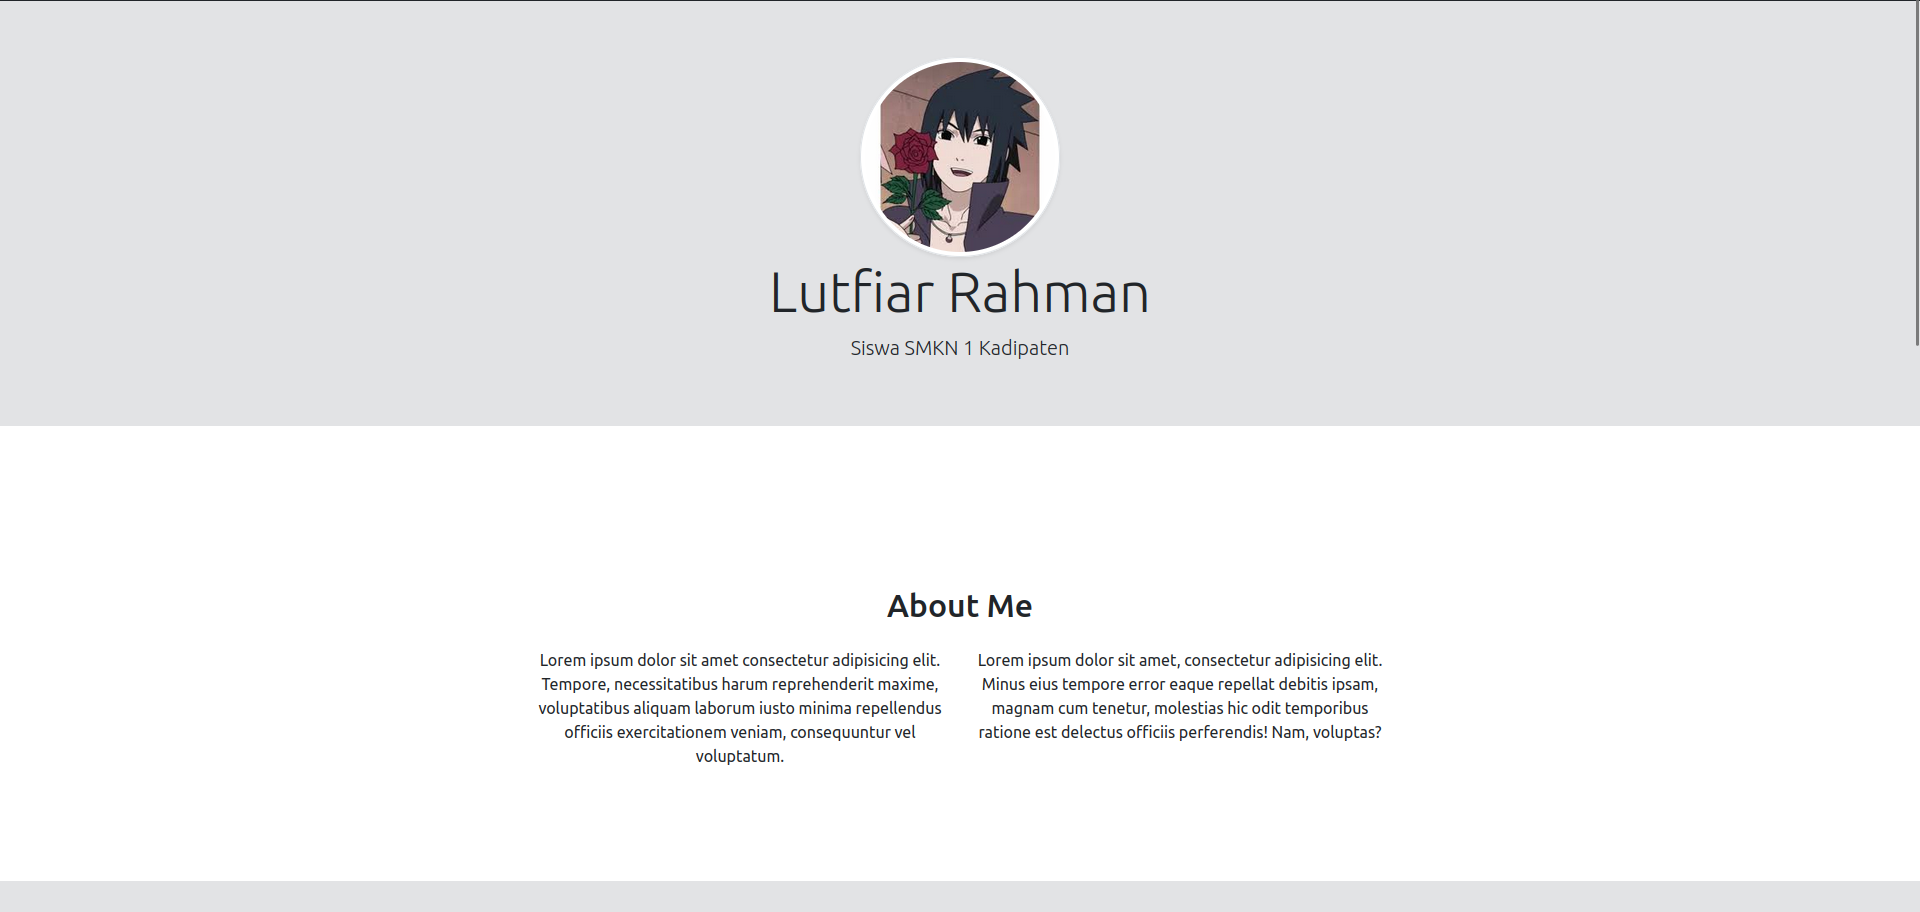 Lutfiar Rahman
Siswa SMKN 1 Kadipaten
About Me
Lorem ipsum dolor sit amet consectetur adipisicing elit.
Tempore, necessitatibus harum reprehenderit maxime,
voluptatibus aliquam laborum iusto minima repellendus
officiis exercitationem veniam, consequuntur vel
voluptatum.
Lorem ipsum dolor sit amet, consectetur adipisicing elit.
Minus eius tempore error eaque repellat debitis ipsam,
magnam cum tenetur, molestias hic odit temporibus
ratione est delectus officiis perferendis! Nam, voluptas?